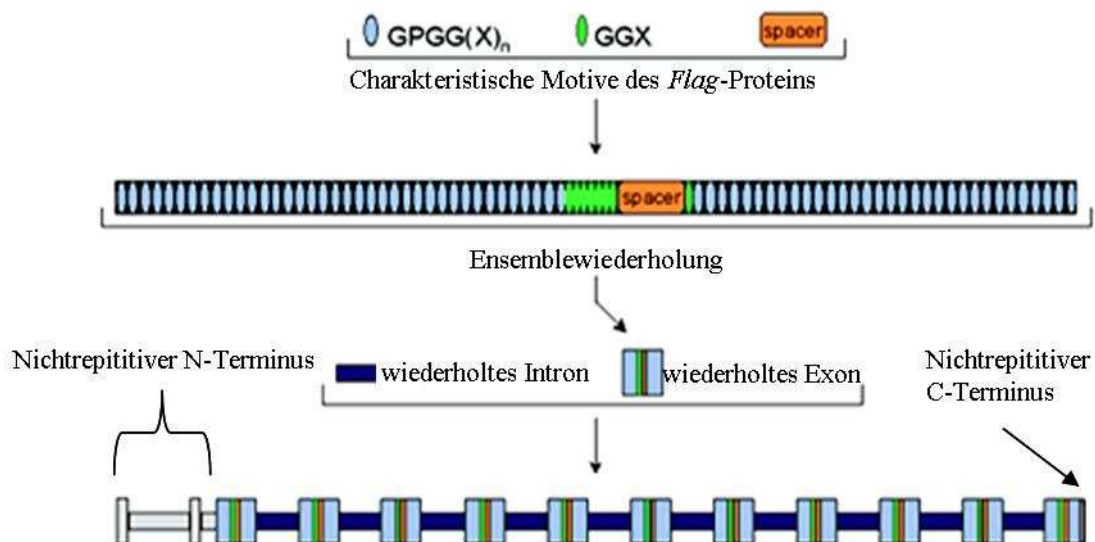 GPGG(X)n GGX spacer
Charakteristische Motive des Flag-Proteins
spacer
Ensemblewiederholung
Nichtrepititiver N-Terminus
wiederholtes Intron wiederholtes Exon
Nichtrepititiver
C-Terminus